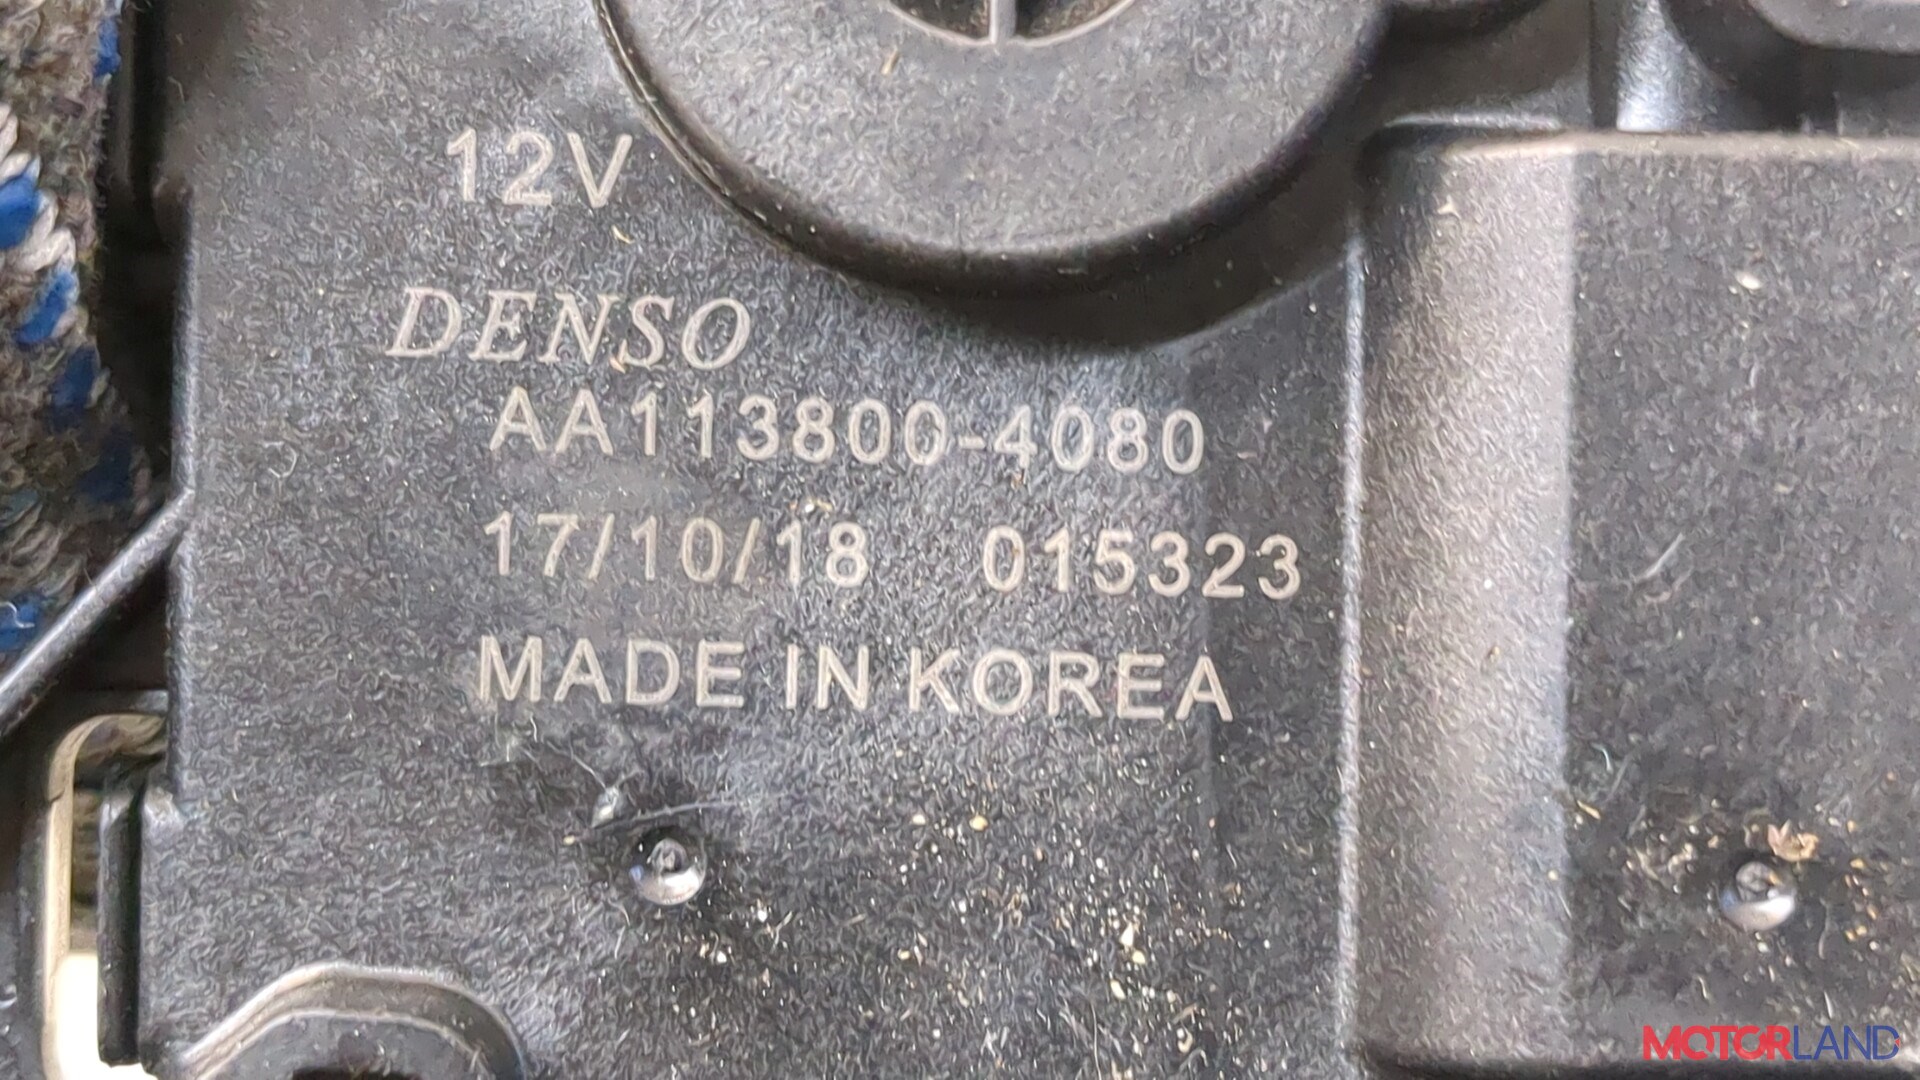 12V
DENSO
AA113800-4080
17/10/18 015323
MADE IN KOREA
MOTORLAND